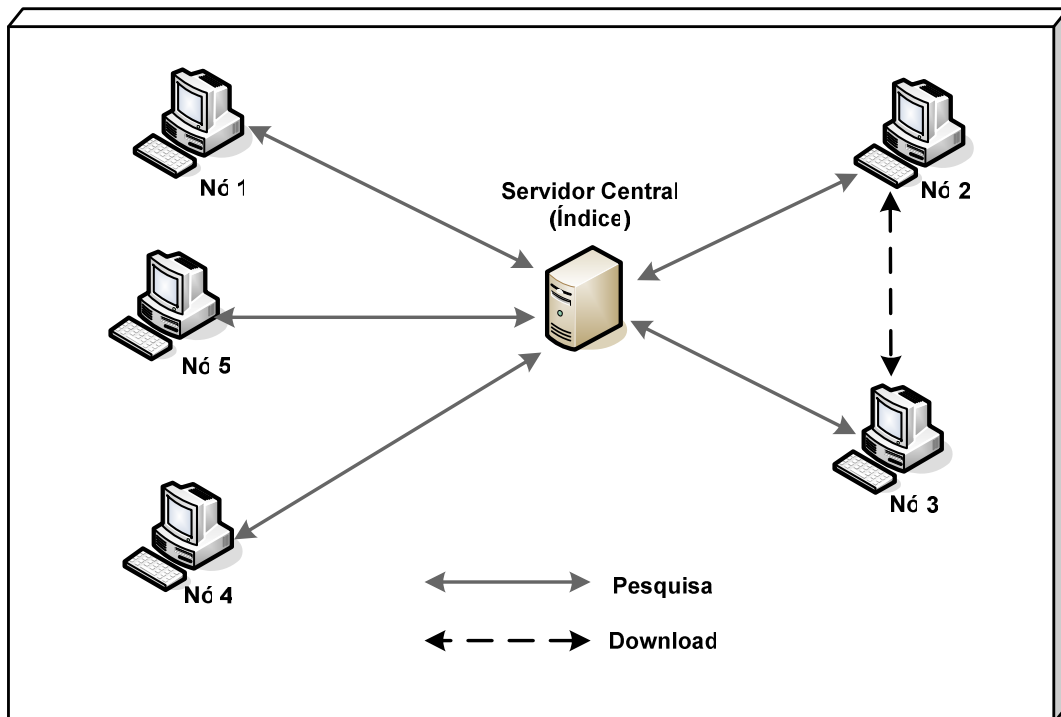 Nó 1
Servidor Central
(Índice)
Nó 2
Nó 5
Nó 3
Nó 4
Pesquisa
Download